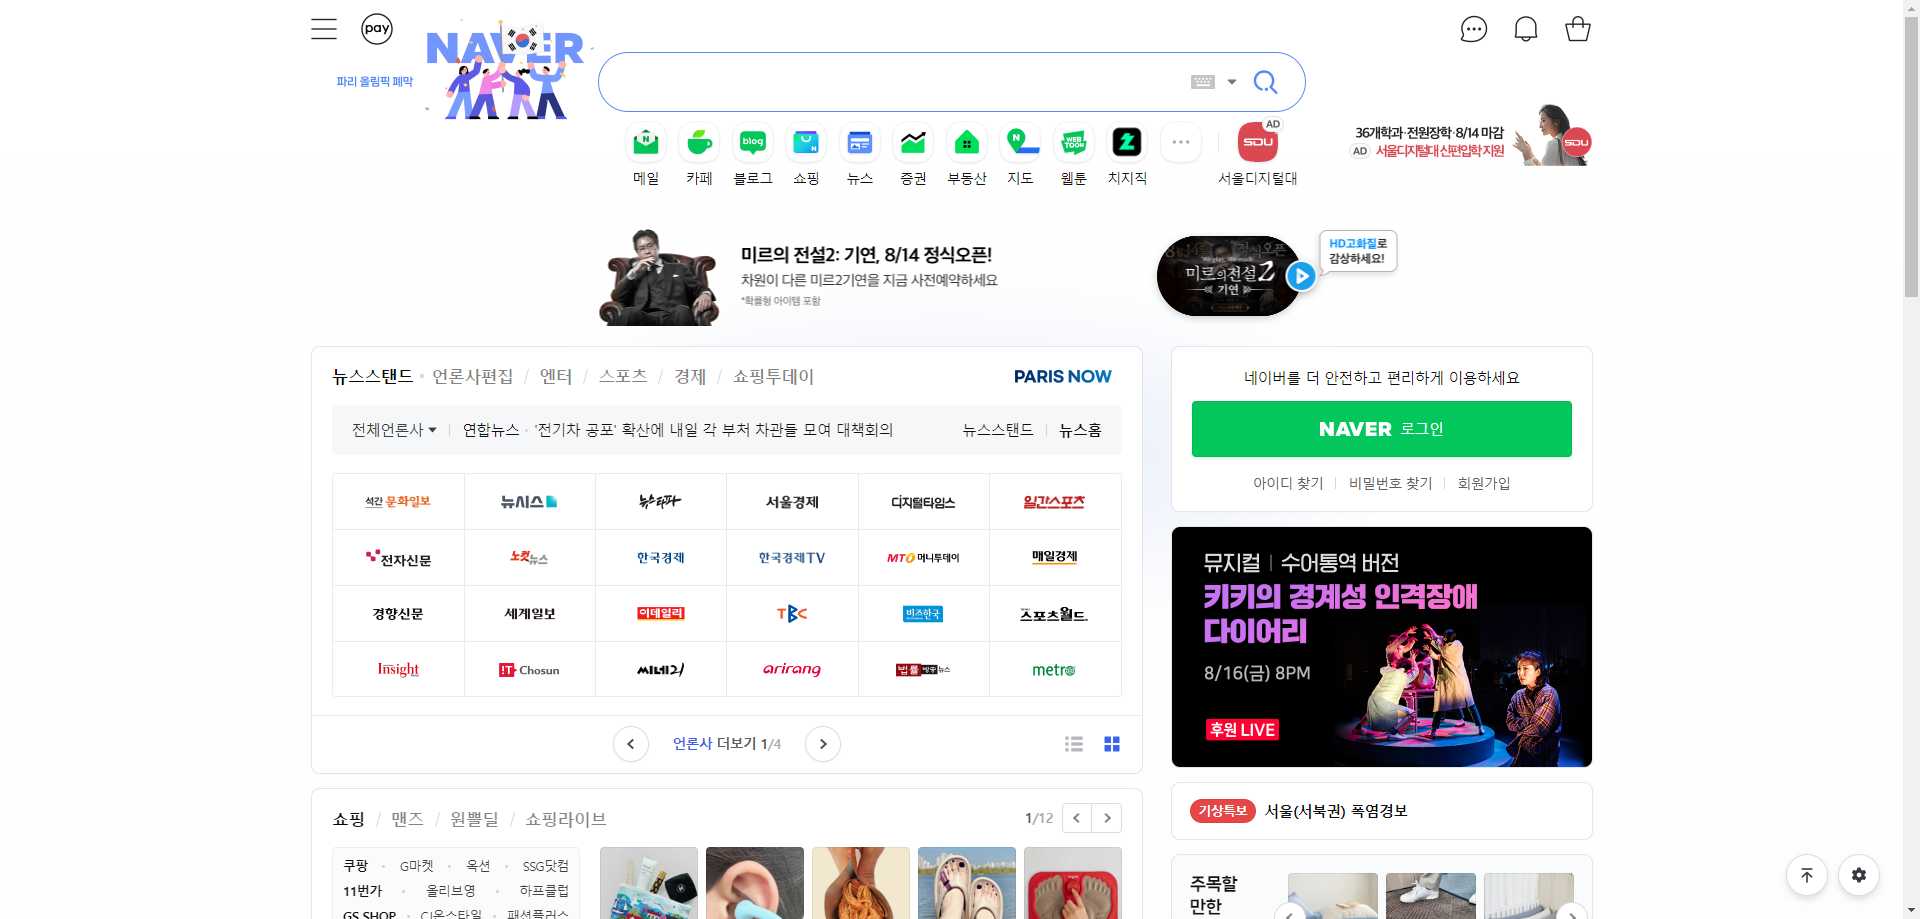 pay
파리 올림픽 폐막
NAVER
메일
카페
blog
블로그
쇼핑
뉴스
증권
부동산
지도
WEB TOON
웹툰
치지직
SDU
AD
서울디지털대
36개학과·전원장학·8/14 마감
AD 서울디지털대 신편입학 지원
SDU
미르의 전설2: 기연, 8/14 정식오픈!
차원이 다른 미르2기연을 지금 사전예약하세요
*확률형 아이템 포함
미르의전설2
기연
HD고화질로
감상하세요!
뉴스스탠드 · 언론사편집 / 엔터 / 스포츠 / 경제 / 쇼핑투데이
PARIS NOW
전체언론사
연합뉴스 · '전기차 공포' 확산에 내일 각 부처 차관들 모여 대책회의
뉴스스탠드
뉴스홈
석간 문화일보
뉴시스
뉴스타파
서울경제
디지털타임스
일간스포츠
전자신문
노컷뉴스
한국경제
한국경제TV
MTO 머니투데이
매일경제
경향신문
세계일보
이데일리
TBC
비즈한국
스포츠월드
Insight
IT Chosun
씨네21
arirang
법률방송뉴스
metro
언론사 더보기 1/4
네이버를 더 안전하고 편리하게 이용하세요
NAVER 로그인
아이디 찾기
비밀번호 찾기
회원가입
뮤지컬 | 수어통역 버전
키키의 경계성 인격장애
다이어리
8/16(금) 8PM
후원 LIVE
기상특보 서울(서북권) 폭염경보
쇼핑 / 맨즈 / 원쁠딜 / 쇼핑라이브
1/12
쿠팡 · G마켓 · 옥션 · SSG닷컴
11번가 · 올리브영 · 하프클럽
GS SHOP · CJ온스타일 · 패션플러스
주목할
만한